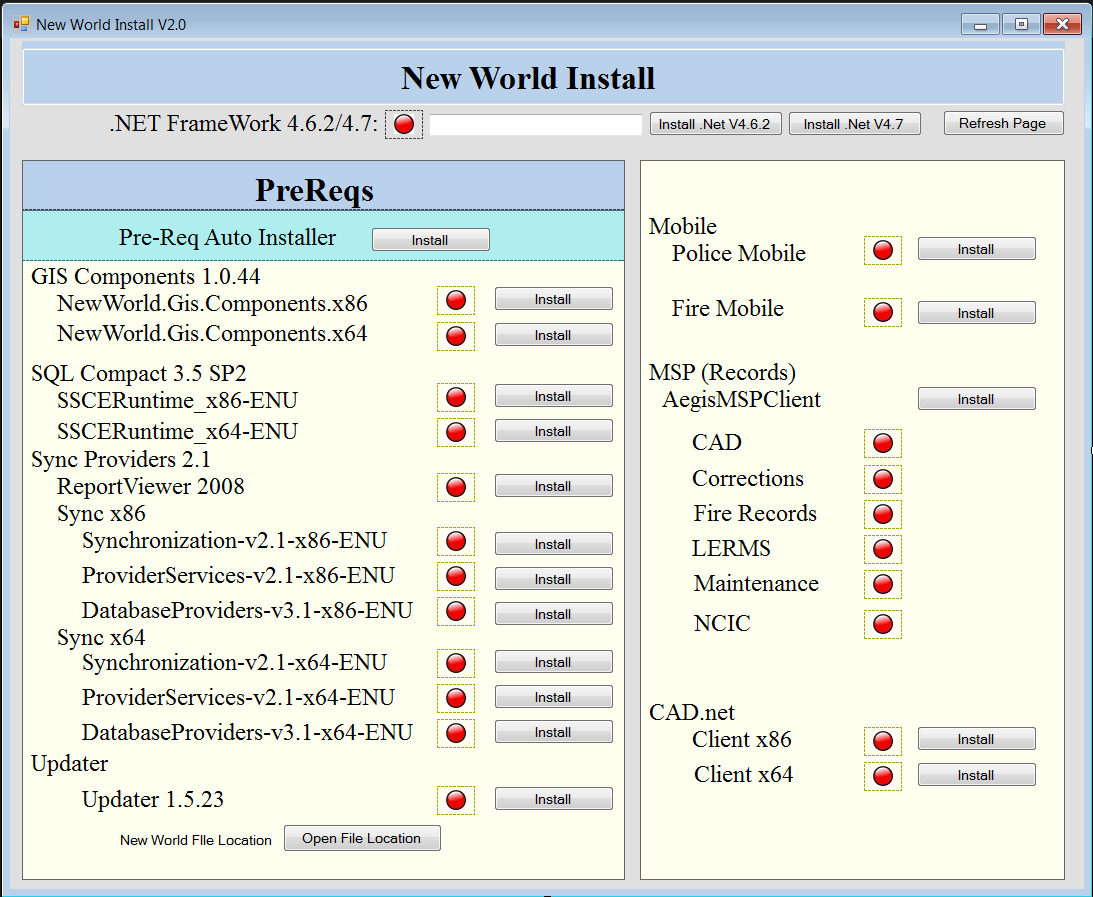 New World Install V2.0
New World Install
.NET FrameWork 4.6.2/4.7: Install .Net V4.6.2 Install .Net V4.7 Refresh Page
PreReqs
Pre-Req Auto Installer Install
GIS Components 1.0.44
NewWorld.Gis.Components.x86 Install
NewWorld.Gis.Components.x64 Install
SQL Compact 3.5 SP2
SSCERuntime_x86-ENU Install
SSCERuntime_x64-ENU Install
Sync Providers 2.1
ReportViewer 2008 Install
Sync x86
Synchronization-v2.1-x86-ENU Install
ProviderServices-v2.1-x86-ENU Install
DatabaseProviders-v3.1-x86-ENU Install
Sync x64
Synchronization-v2.1-x64-ENU Install
ProviderServices-v2.1-x64-ENU Install
DatabaseProviders-v3.1-x64-ENU Install
Updater
Updater 1.5.23 Install
New World FIle Location Open File Location
Mobile
Police Mobile Install
Fire Mobile Install
MSP (Records)
AegisMSPClient Install
CAD
Corrections
Fire Records
LERMS
Maintenance
NCIC
CAD.net
Client x86 Install
Client x64 Install